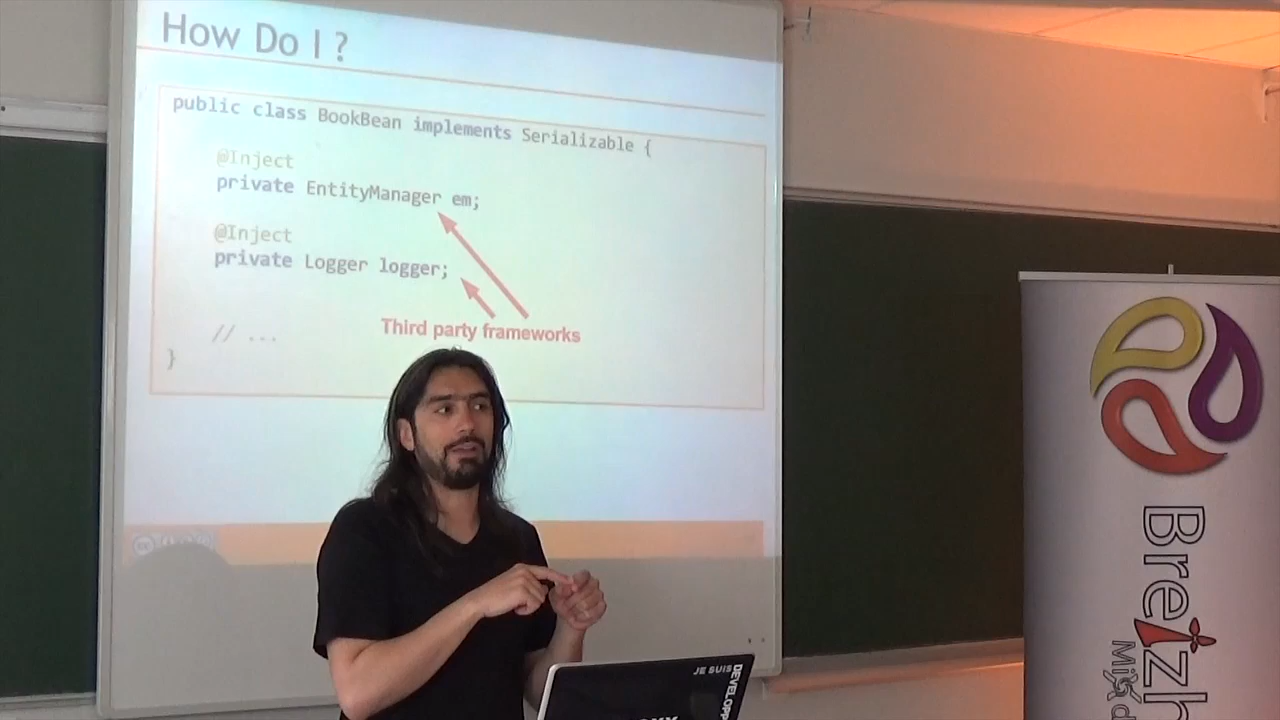 How Do I ?
public class BookBean implements Serializable {
@Inject
private EntityManager em;
@Inject
private Logger logger;
// ...
Third party frameworks
}
JE SUIS
Breizh